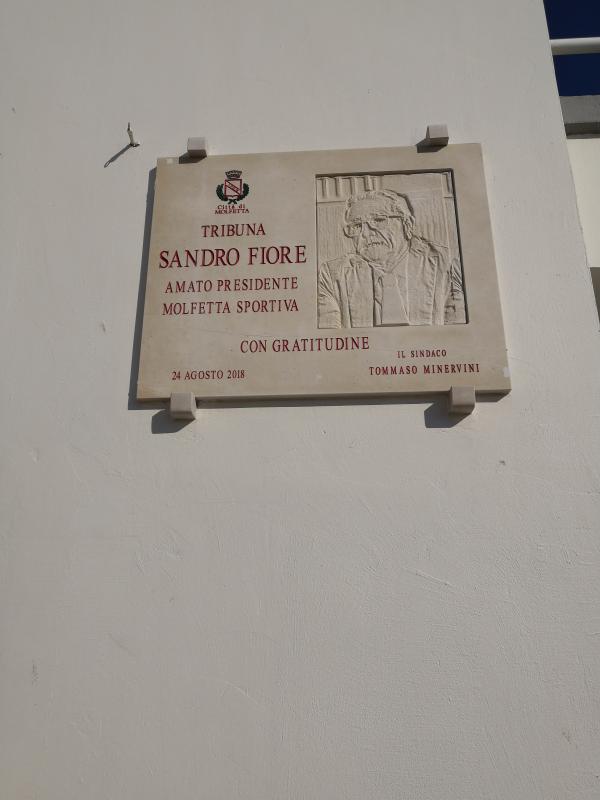 Città di
MOLFETTA
TRIBUNA
SANDRO FIORE
AMATO PRESIDENTE
MOLFETTA SPORTIVA
CON GRATITUDINE
24 AGOSTO 2018
IL SINDACO
TOMMASO MINERVINI